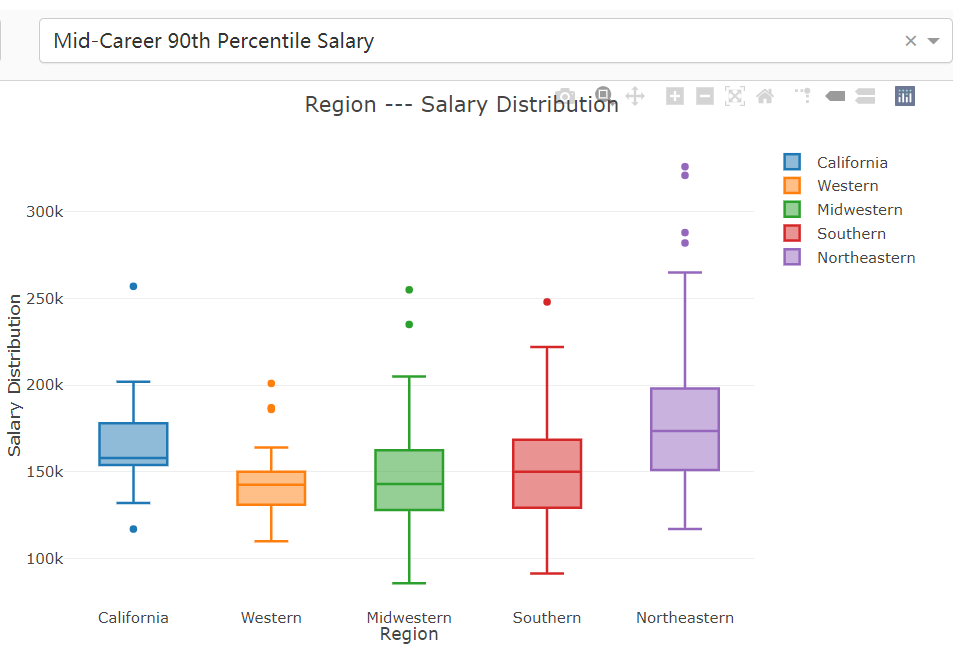 Mid-Career 90th Percentile Salary
Region --- Salary Distribution
California
Western
Midwestern
Southern
Northeastern
Salary Distribution
300k
250k
200k
150k
100k
California Western Midwestern Southern Northeastern
Region